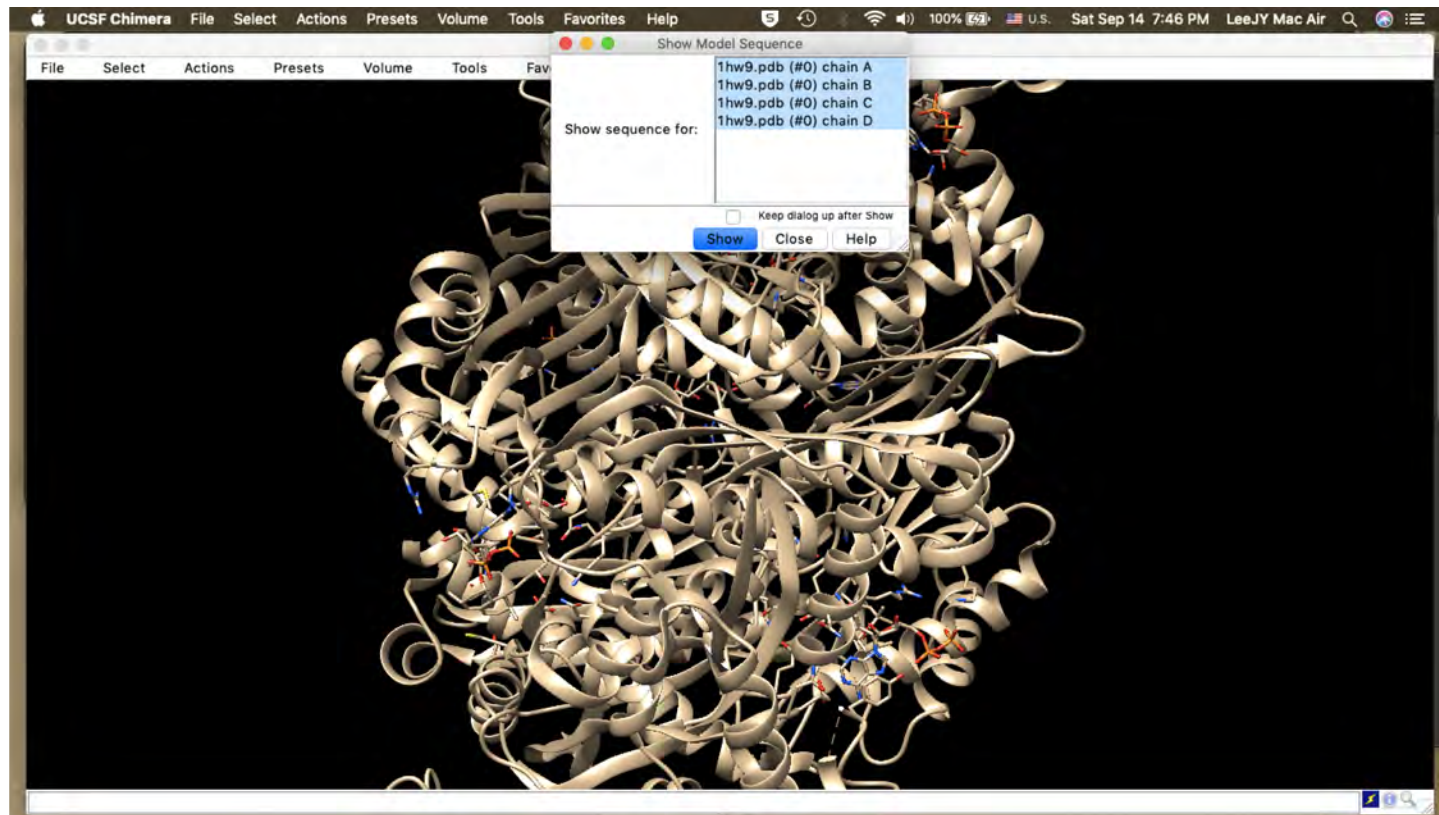 UCSF Chimera File Select Actions Presets Volume Tools Favorites Help S 100% U.S. Sat Sep 14 7:46 PM LeeJY Mac Air
Show Model Sequence
File Select Actions Presets Volume Tools Fav
Show sequence for:
1hw9.pdb (#0) chain A
1hw9.pdb (#0) chain B
1hw9.pdb (#0) chain C
1hw9.pdb (#0) chain D
Keep dialog up after Show
Show Close Help